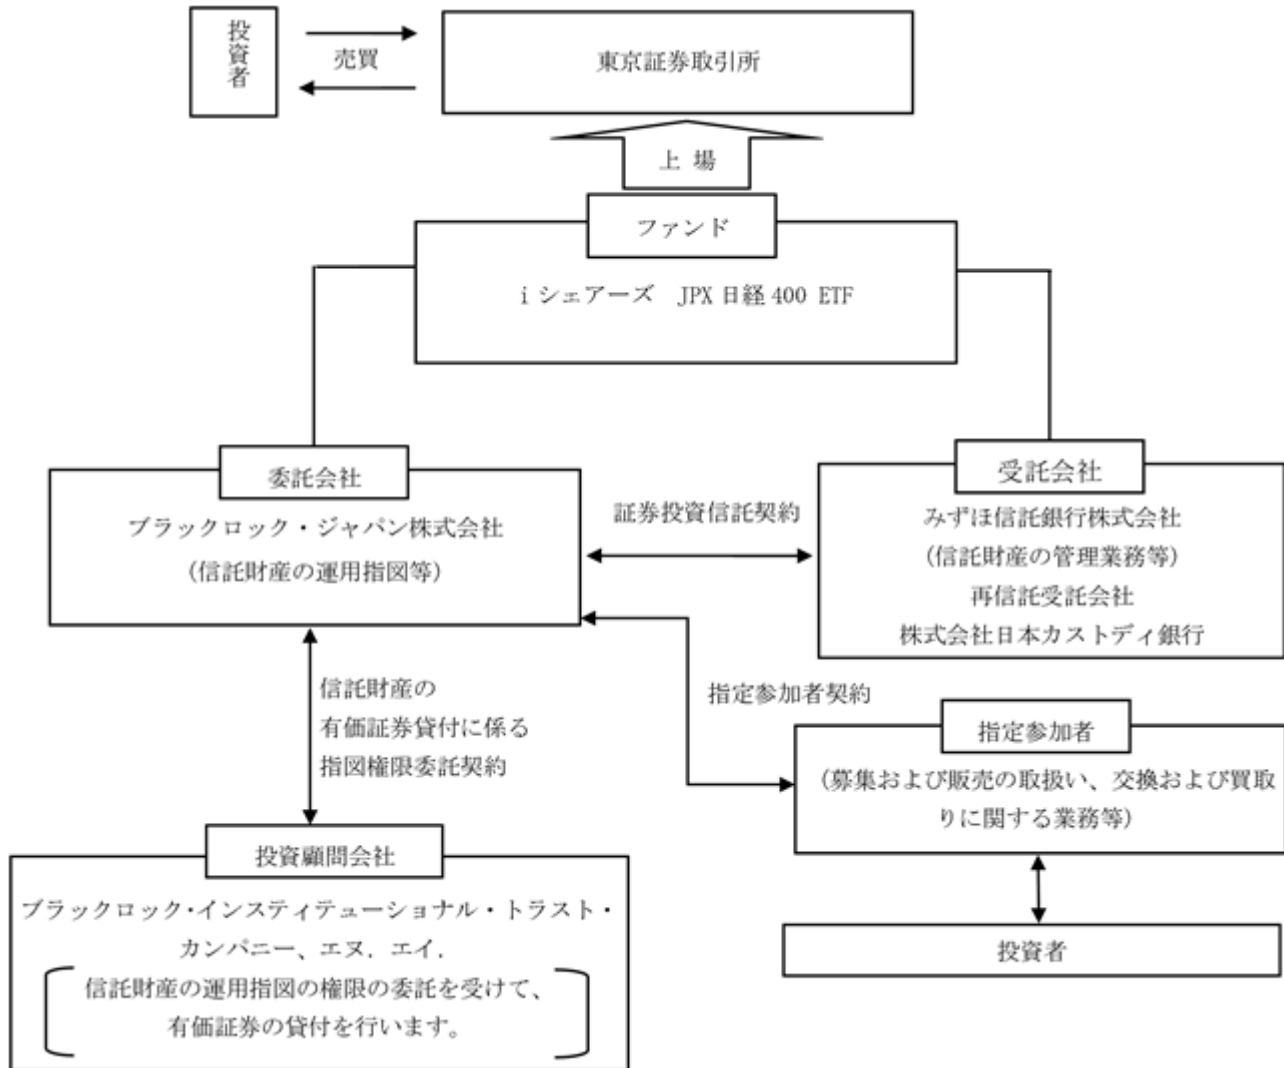 投資者
売買
東京証券取引所
上 場
ファンド
i シェアーズ　JPX 日経 400 ETF
委託会社
ブラックロック・ジャパン株式会社
(信託財産の運用指図等)
証券投資信託契約
受託会社
みずほ信託銀行株式会社
(信託財産の管理業務等)
再信託受託会社
株式会社日本カストディ銀行
信託財産の
有価証券貸付に係る
指図権限委託契約
指定参加者契約
指定参加者
(募集および販売の取扱い、交換および買取
りに関する業務等)
投資者
投資顧問会社
ブラックロック・インスティテューショナル・トラスト・
カンパニー、エヌ. エイ.
信託財産の運用指図の権限の委託を受けて、
有価証券の貸付を行います。